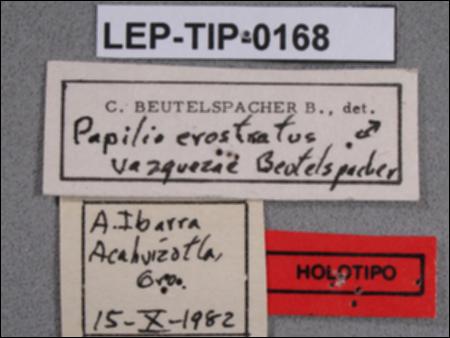 LEP-TIP-0168
C. BEUTELSPACHER B., det.
Papilio erostratus ♂
vazquezae Beutelspacher
A. Ibarra
Acahuizotla,
Gro.
15-X-1982
HOLOTIPO